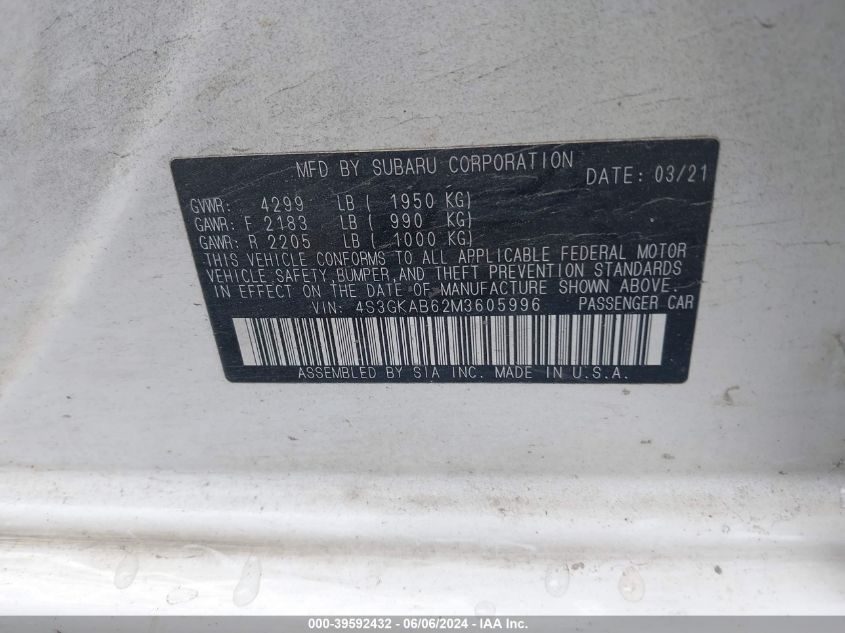 MFD BY SUBARU CORPORATION DATE: 03/21
GVWR: 4299 LB ( 1950 KG)
GAWR: F 2183 LB ( 990 KG)
GAWR: R 2205 LB ( 1000 KG)
THIS VEHICLE CONFORMS TO ALL APPLICABLE FEDERAL MOTOR
VEHICLE SAFETY, BUMPER, AND THEFT PREVENTION STANDARDS
IN EFFECT ON THE DATE OF MANUFACTURE SHOWN ABOVE.
VIN: 4S3GKAB62M3605996 PASSENGER CAR
ASSEMBLED BY SIA INC. MADE IN U.S.A.
000-39592432 - 06/06/2024 - IAA Inc.